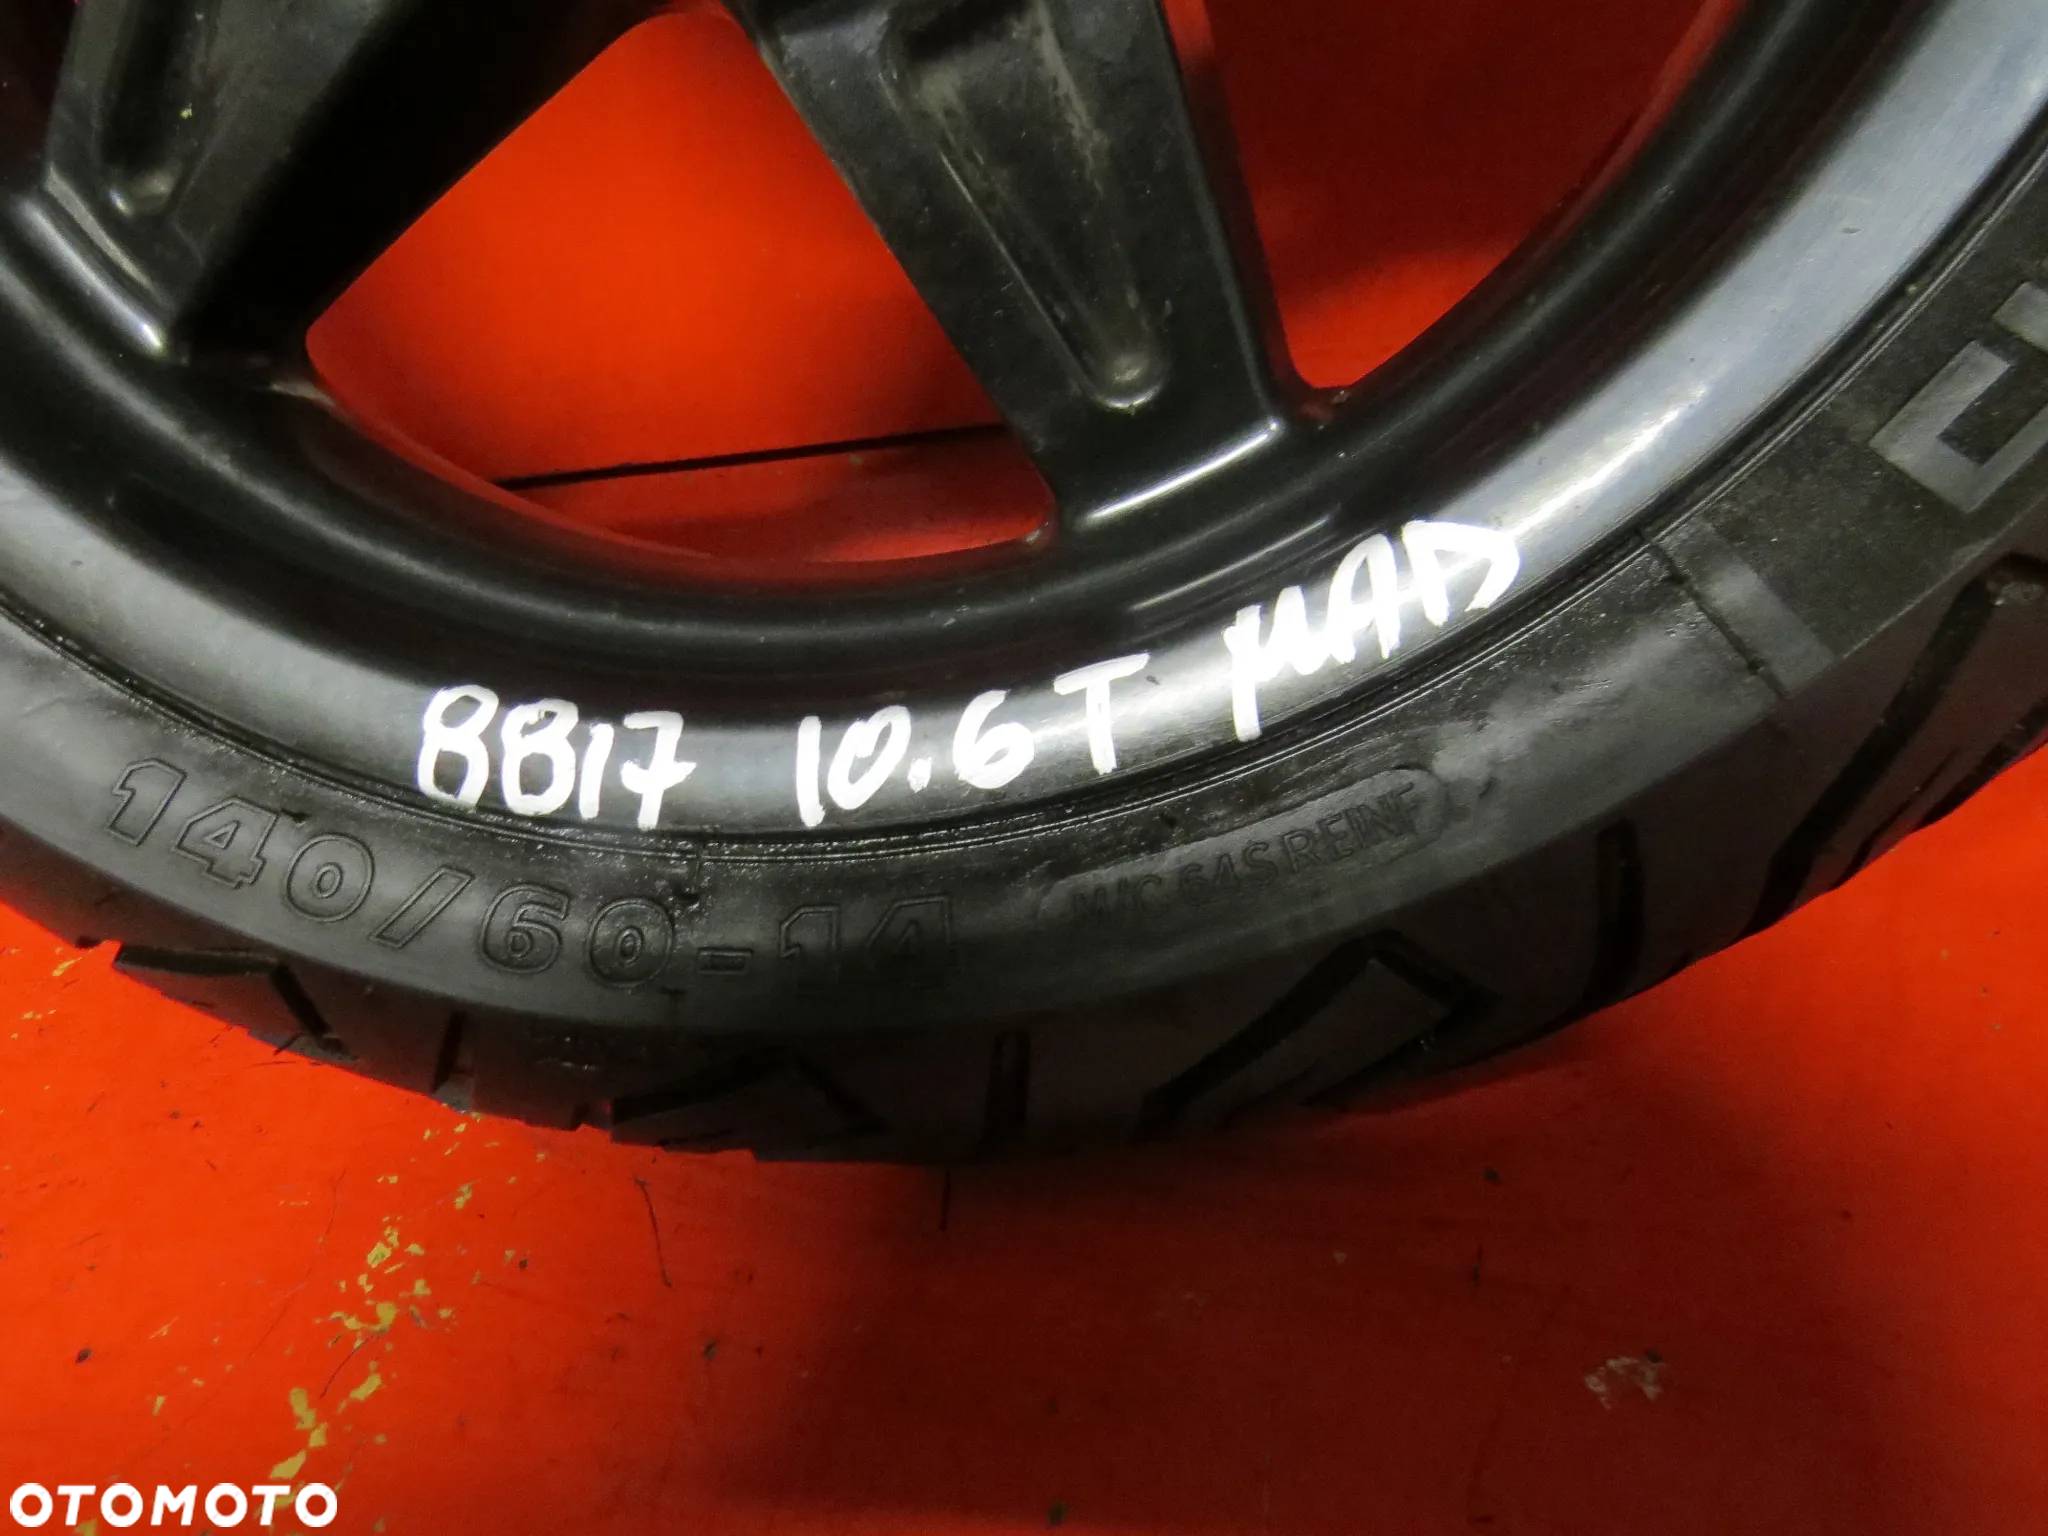 8817 10.6T MAD
140/60-14 M/C 64S REINF
OTOMOTO